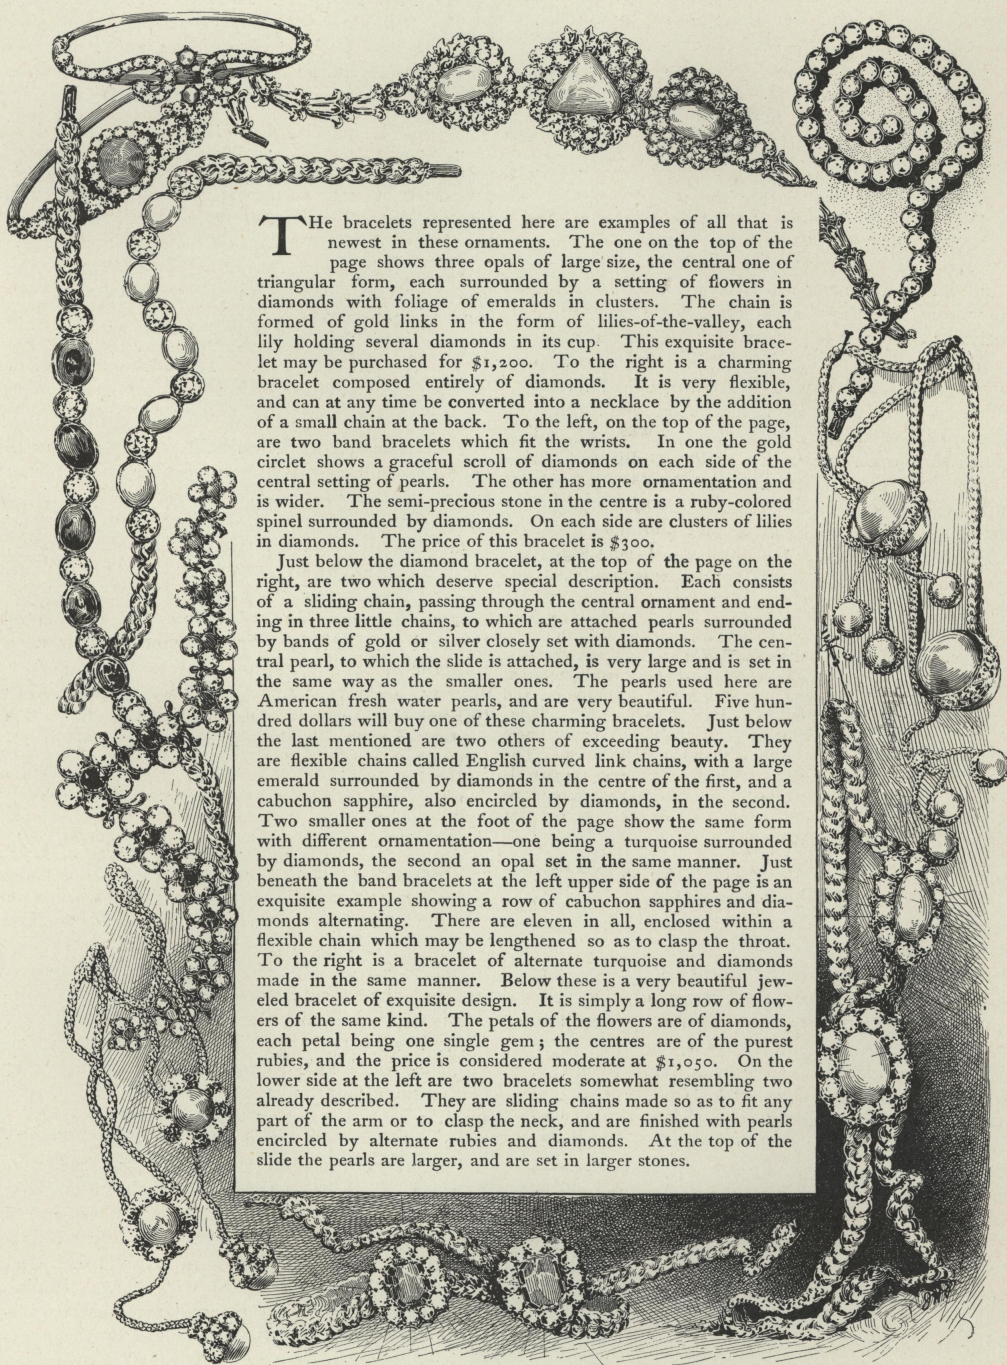 THe bracelets represented here are examples of all that is
newest in these ornaments. The one on the top of the
page shows three opals of large size, the central one of
triangular form, each surrounded by a setting of flowers in
diamonds with foliage of emeralds in clusters. The chain is
formed of gold links in the form of lilies-of-the-valley, each
lily holding several diamonds in its cup. This exquisite brace-
let may be purchased for $1,200. To the right is a charming
bracelet composed entirely of diamonds. It is very flexible,
and can at any time be converted into a necklace by the addition
of a small chain at the back. To the left, on the top of the page,
are two band bracelets which fit the wrists. In one the gold
circlet shows a graceful scroll of diamonds on each side of the
central setting of pearls. The other has more ornamentation and
is wider. The semi-precious stone in the centre is a ruby-colored
spinel surrounded by diamonds. On each side are clusters of lilies
in diamonds. The price of this bracelet is $300.
Just below the diamond bracelet, at the top of the page on the
right, are two which deserve special description. Each consists
of a sliding chain, passing through the central ornament and end-
ing in three little chains, to which are attached pearls surrounded
by bands of gold or silver closely set with diamonds. The cen-
tral pearl, to which the slide is attached, is very large and is set in
the same way as the smaller ones. The pearls used here are
American fresh water pearls, and are very beautiful. Five hun-
dred dollars will buy one of these charming bracelets. Just below
the last mentioned are two others of exceeding beauty. They
are flexible chains called English curved link chains, with a large
emerald surrounded by diamonds in the centre of the first, and a
cabuchon sapphire, also encircled by diamonds, in the second.
Two smaller ones at the foot of the page show the same form
with different ornamentation—one being a turquoise surrounded
by diamonds, the second an opal set in the same manner. Just
beneath the band bracelets at the left upper side of the page is an
exquisite example showing a row of cabuchon sapphires and dia-
monds alternating. There are eleven in all, enclosed within a
flexible chain which may be lengthened so as to clasp the throat.
To the right is a bracelet of alternate turquoise and diamonds
made in the same manner. Below these is a very beautiful jew-
eled bracelet of exquisite design. It is simply a long row of flow-
ers of the same kind. The petals of the flowers are of diamonds,
each petal being one single gem; the centres are of the purest
rubies, and the price is considered moderate at $1,050. On the
lower side at the left are two bracelets somewhat resembling two
already described. They are sliding chains made so as to fit any
part of the arm or to clasp the neck, and are finished with pearls
encircled by alternate rubies and diamonds. At the top of the
slide the pearls are larger, and are set in larger stones.